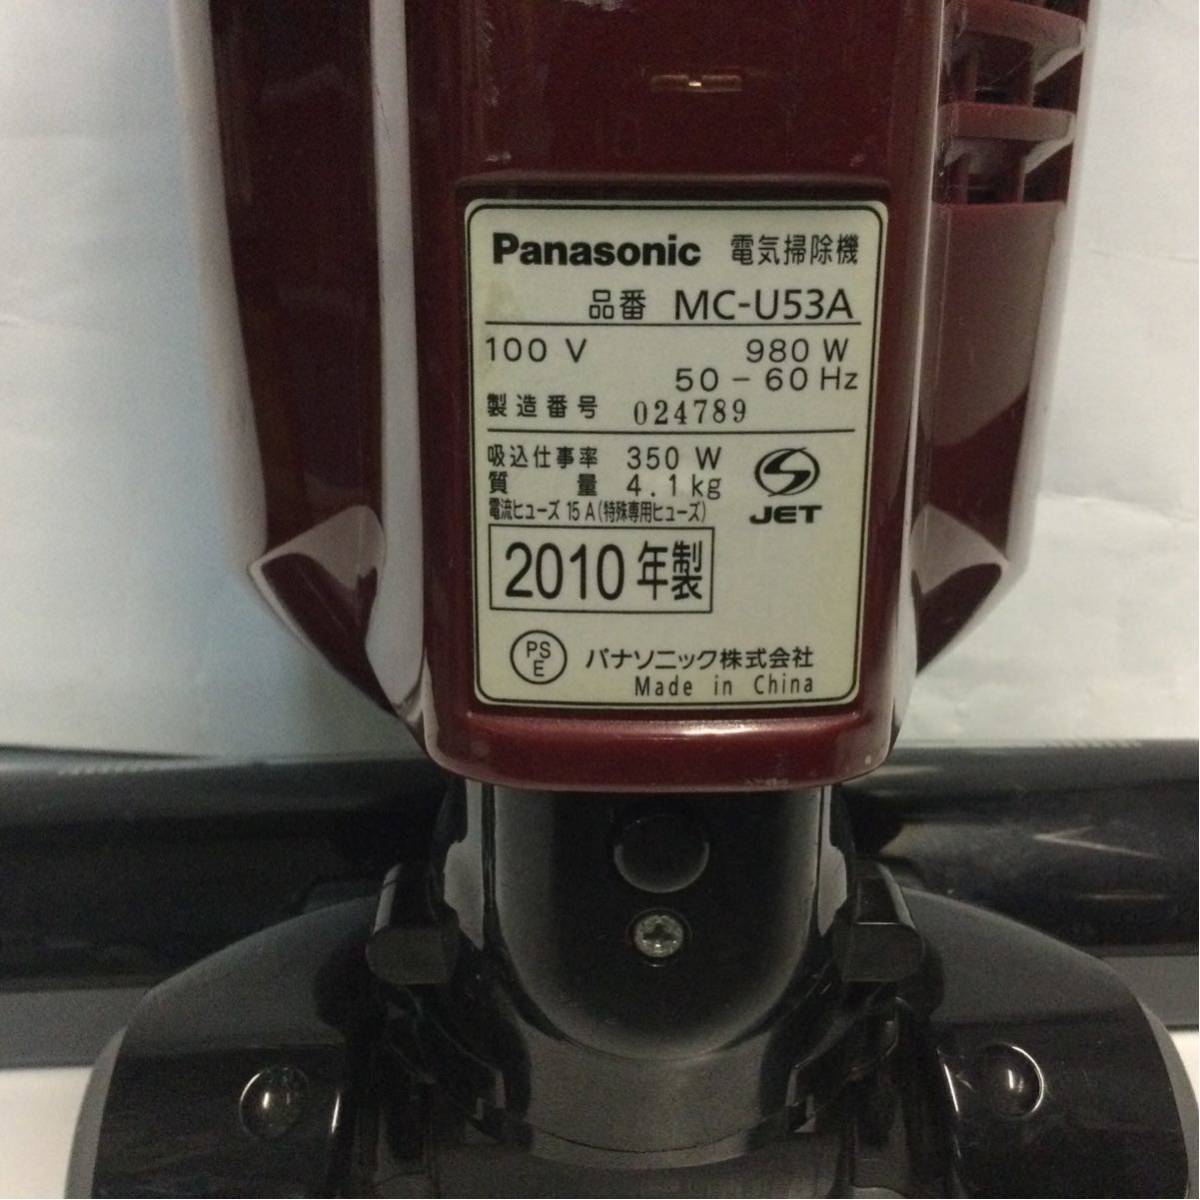 Panasonic 電気掃除機
品番 MC-U53A
100 V 980 W
50 - 60 Hz
製造番号 024789
吸込仕事率 350 W
質量 4.1kg
電流ヒューズ 15 A (特殊専用ヒューズ)
JET
2010年製
PS
E
パナソニック株式会社
Made in China